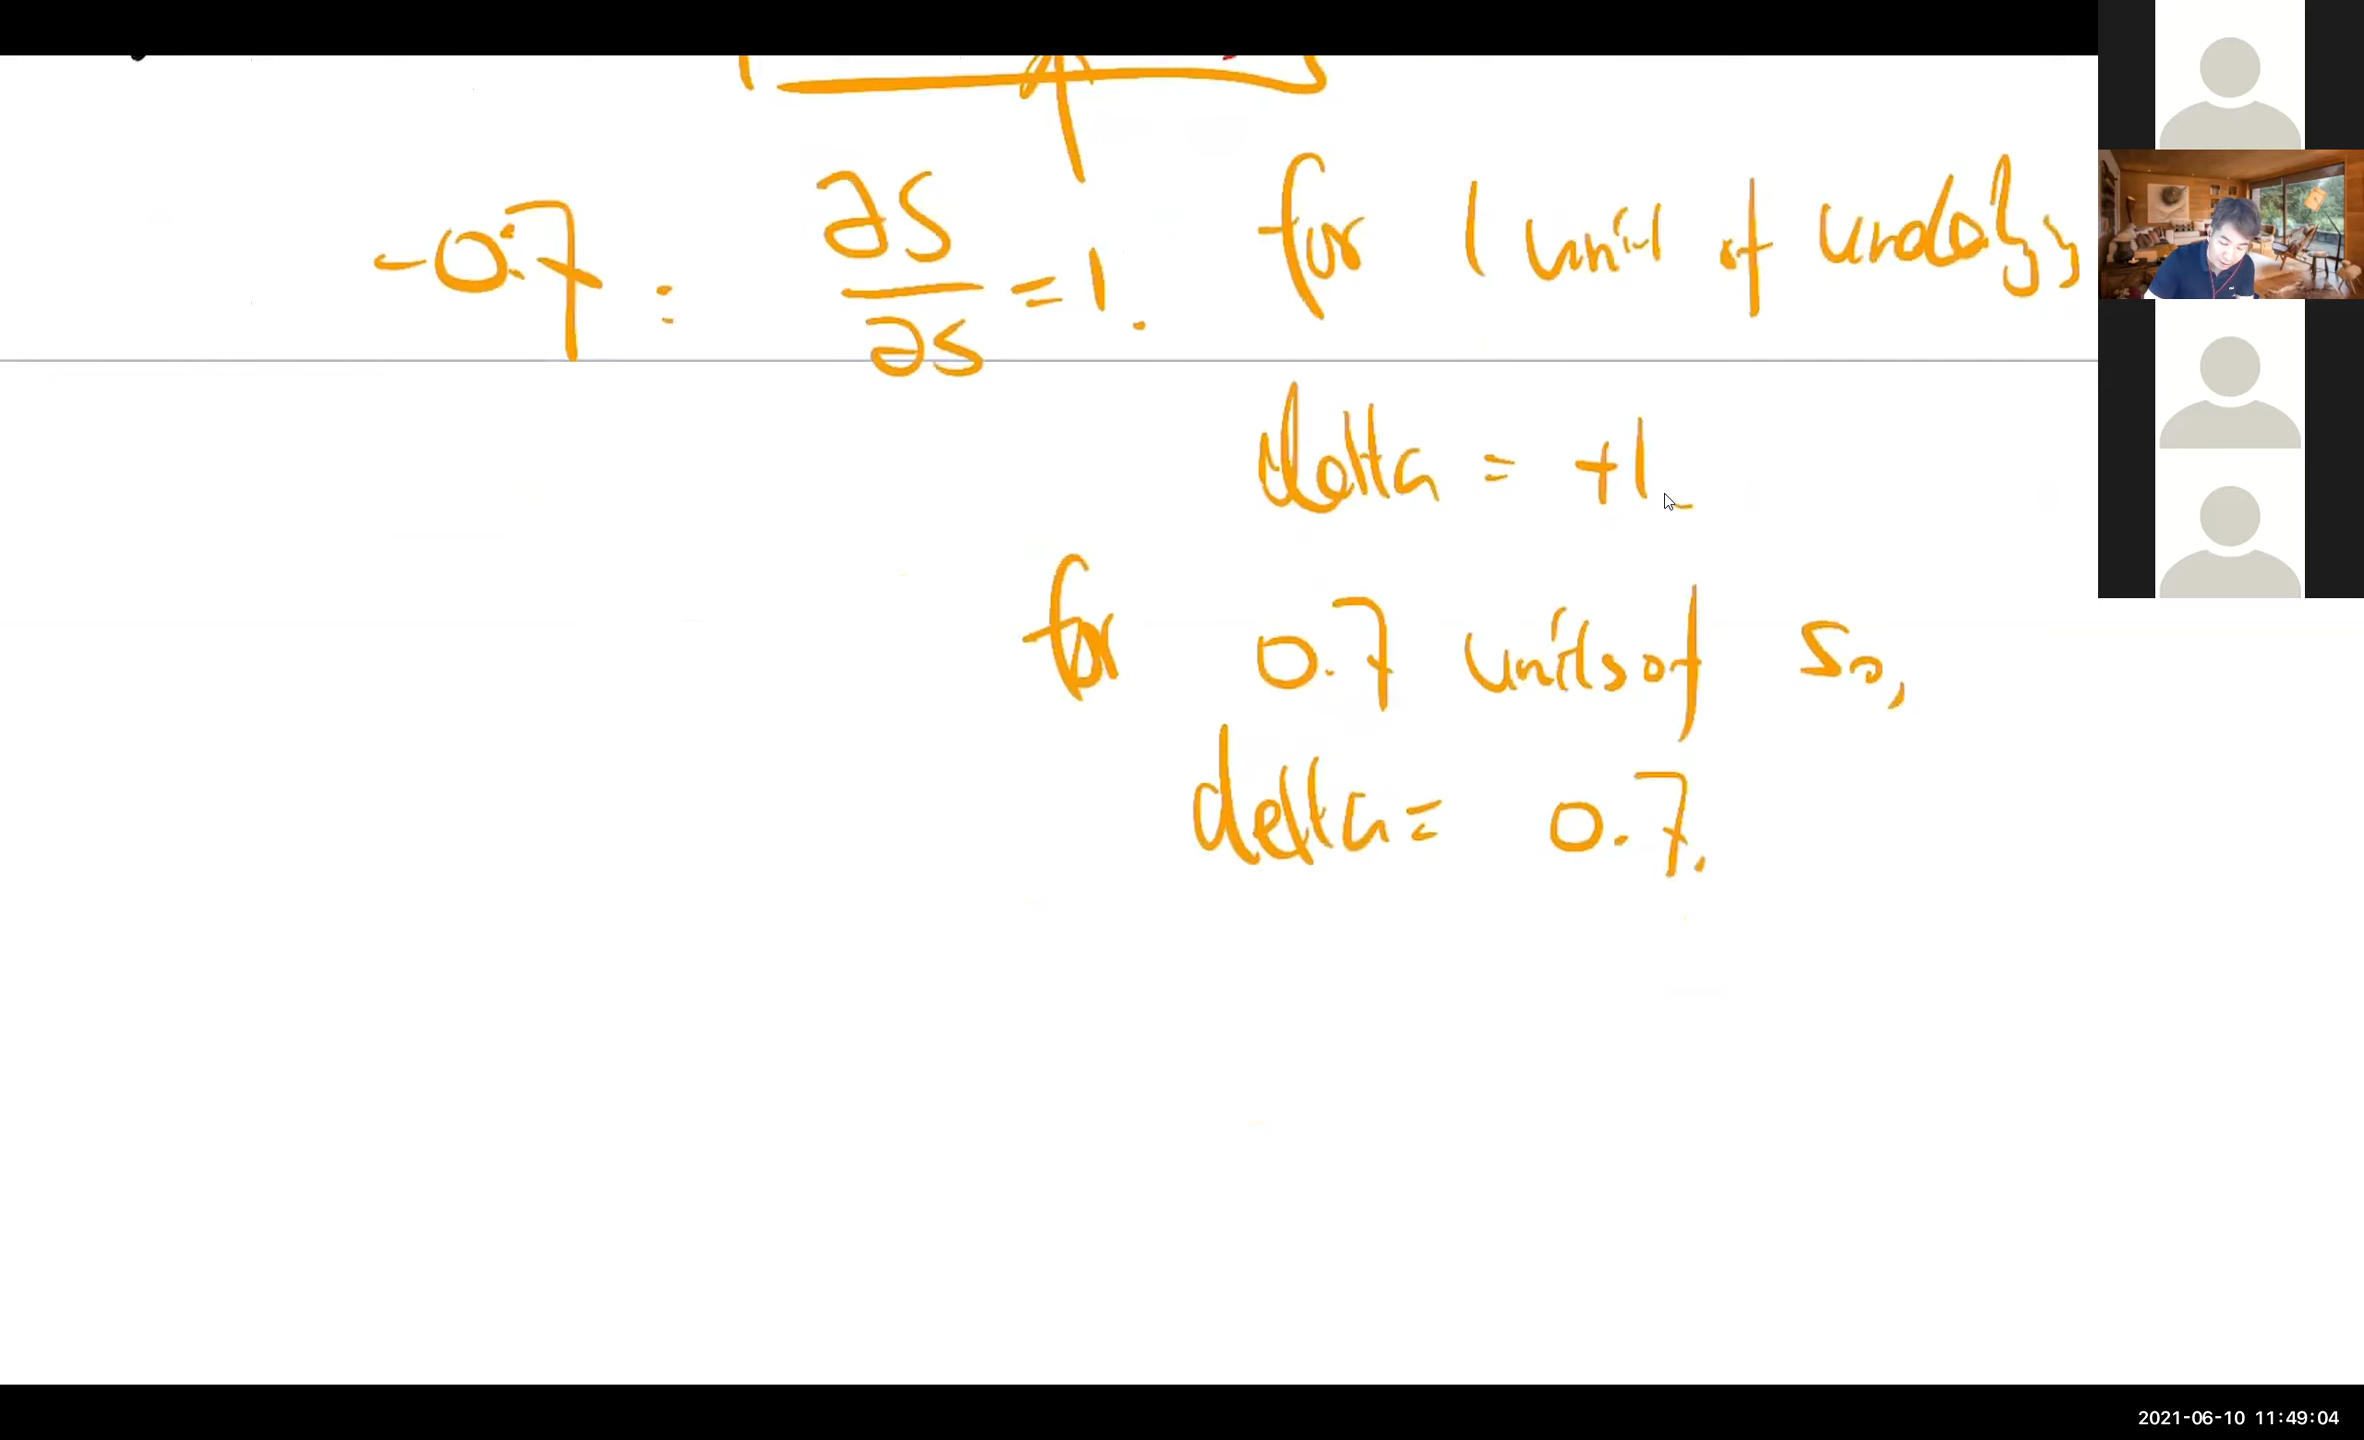 -0.7 : ∂S/∂S = 1. for 1 unit of
delta = +1
for 0.7 units of S₀,
delta = 0.7.
2021-06-10 11:49:04